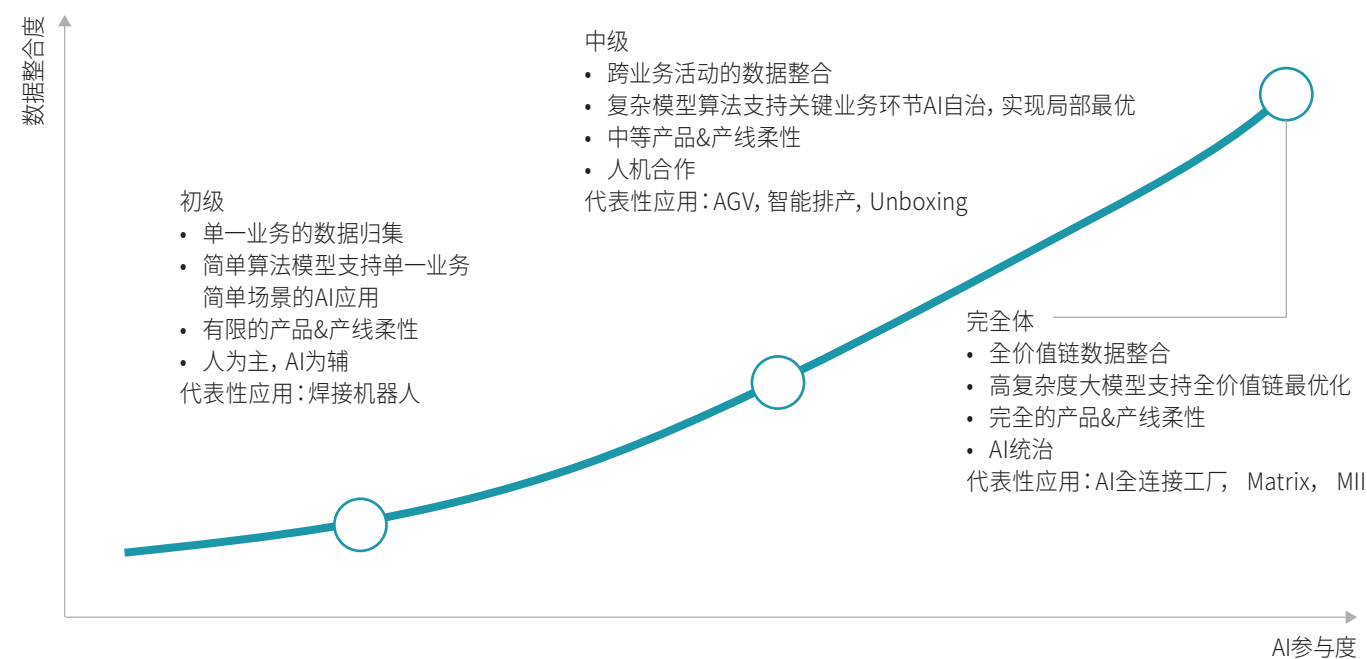 数据整合度
中级
• 跨业务活动的数据整合
• 复杂模型算法支持关键业务环节AI自治，实现局部最优
• 中等产品&产线柔性
• 人机合作
代表性应用：AGV，智能排产，Unboxing
初级
• 单一业务的数据归集
• 简单算法模型支持单一业务
简单场景的AI应用
• 有限的产品&产线柔性
• 人为主，AI为辅
代表性应用：焊接机器人
完全体
• 全价值链数据整合
• 高复杂度大模型支持全价值链最优化
• 完全的产品&产线柔性
• AI统治
代表性应用：AI全连接工厂， Matrix， MII
AI参与度